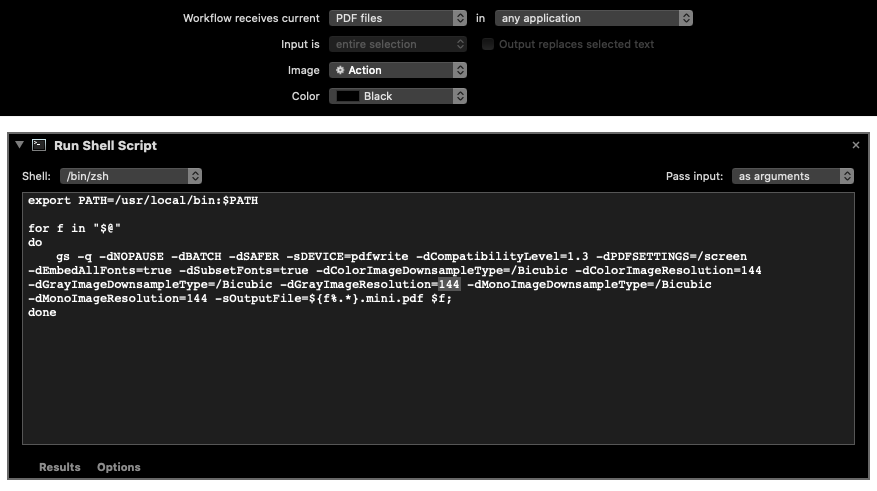 Workflow receives current PDF files in any application
Input is entire selection Output replaces selected text
Image Action
Color Black
Run Shell Script
Shell: /bin/zsh Pass input: as arguments
export PATH=/usr/local/bin:$PATH
for f in "$@"
do
gs -q -dNOPAUSE -dBATCH -dSAFER -sDEVICE=pdfwrite -dCompatibilityLevel=1.3 -dPDFSETTINGS=/screen
-dEmbedAllFonts=true -dSubsetFonts=true -dColorImageDownsampleType=/Bicubic -dColorImageResolution=144
-dGrayImageDownsampleType=/Bicubic -dGrayImageResolution=144 -dMonoImageDownsampleType=/Bicubic
-dMonoImageResolution=144 -sOutputFile=${f%.*}.mini.pdf $f;
done
Results Options